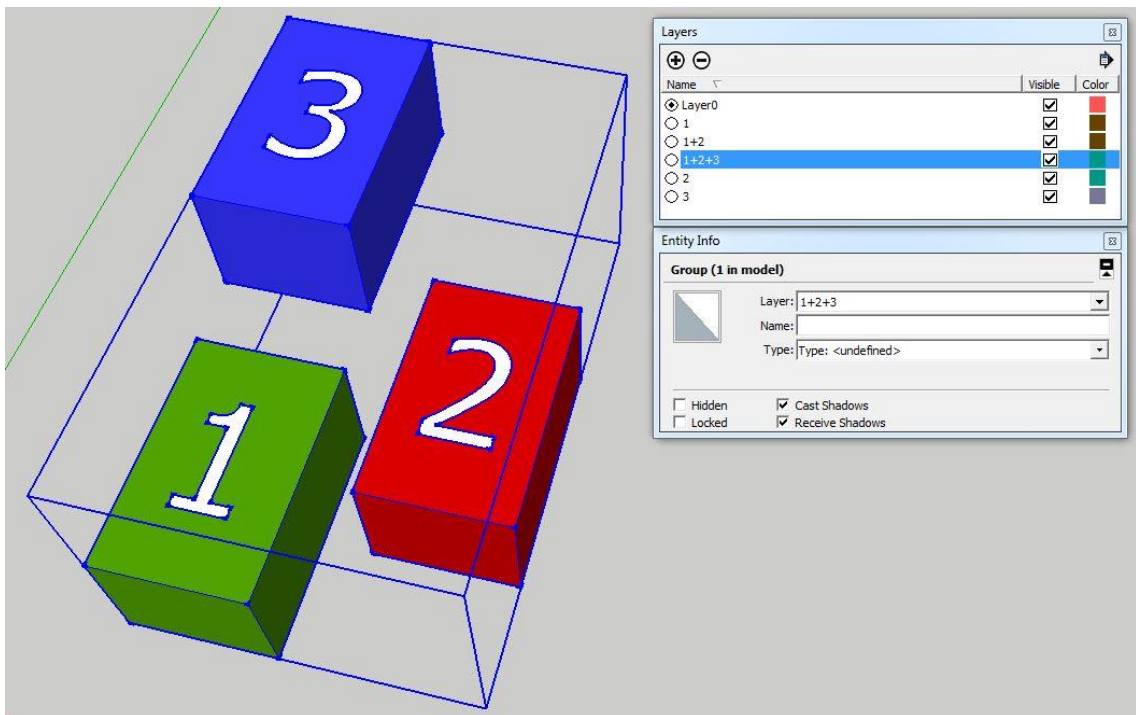 3
2
1
Layers
Name Visible Color
Layer0
1
1+2
1+2+3
2
3
Entity Info
Group (1 in model)
Layer: 1+2+3
Name:
Type: Type: <undefined>
Hidden Cast Shadows
Locked Receive Shadows